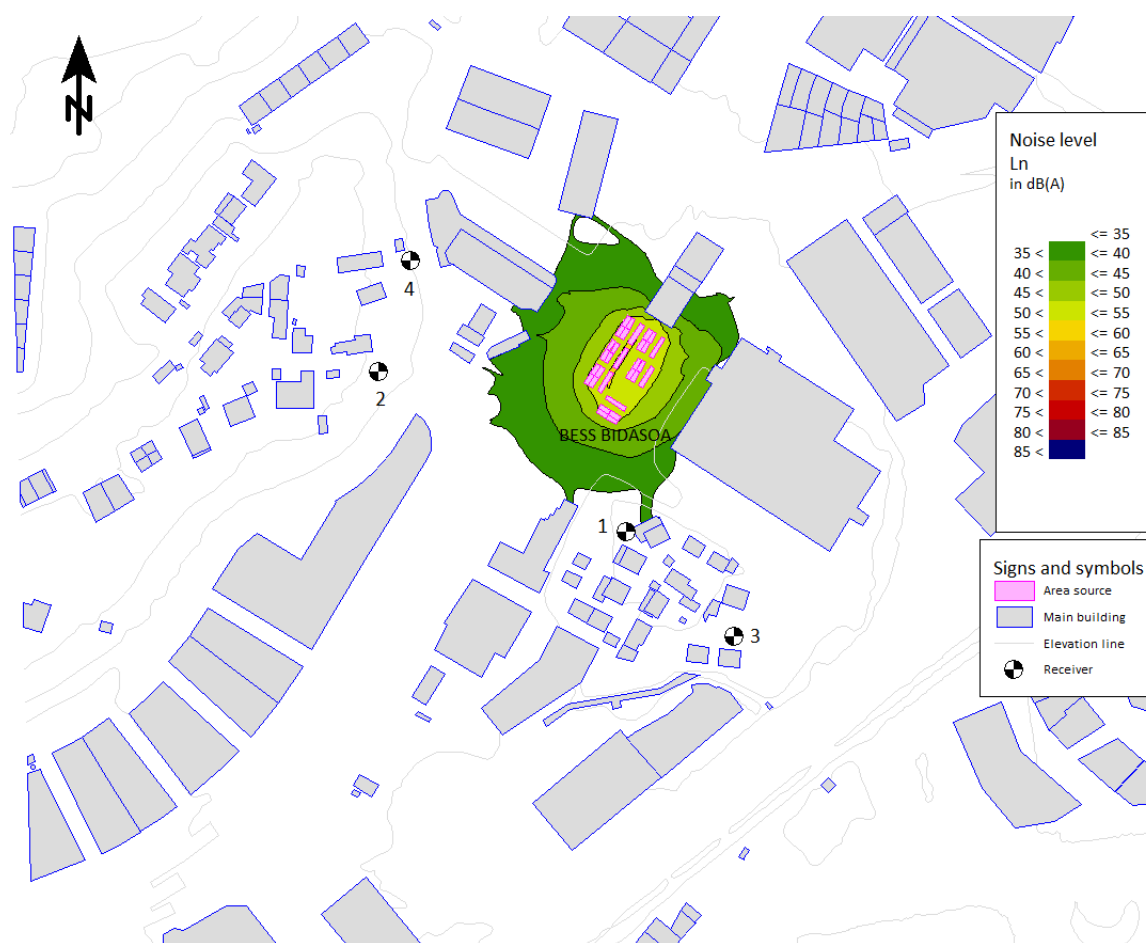 N
Noise level
Ln
in dB(A)
<= 35
35 < <= 40
40 < <= 45
45 < <= 50
50 < <= 55
55 < <= 60
60 < <= 65
65 < <= 70
70 < <= 75
75 < <= 80
80 < <= 85
85 <
4
2
BESS BIDASOA
1
3
Signs and symbols
Area source
Main building
Elevation line
Receiver